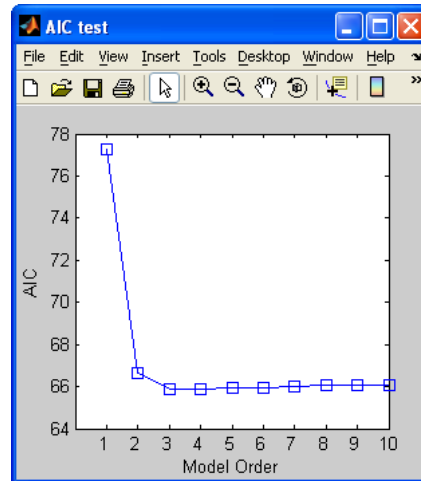 AIC test
File Edit View Insert Tools Desktop Window Help
78
76
74
72
70
68
66
64
AIC
1 2 3 4 5 6 7 8 9 10
Model Order